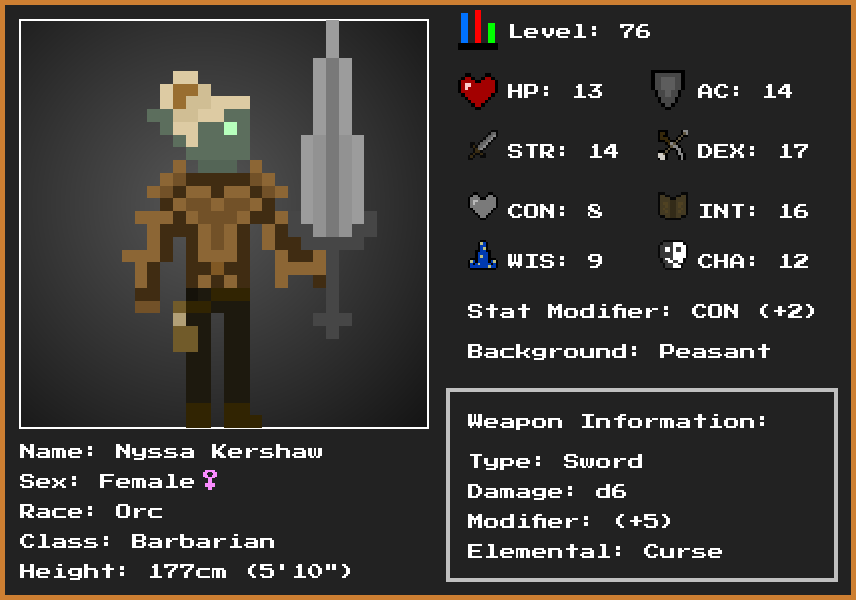 Level: 76
HP: 13
AC: 14
STR: 14
DEX: 17
CON: 8
INT: 16
WIS: 9
CHA: 12
Stat Modifier: CON (+2)
Background: Peasant
Weapon Information:
Type: Sword
Damage: d6
Modifier: (+5)
Elemental: Curse
Name: Nyssa Kershaw
Sex: Female♀
Race: Orc
Class: Barbarian
Height: 177cm (5'10")